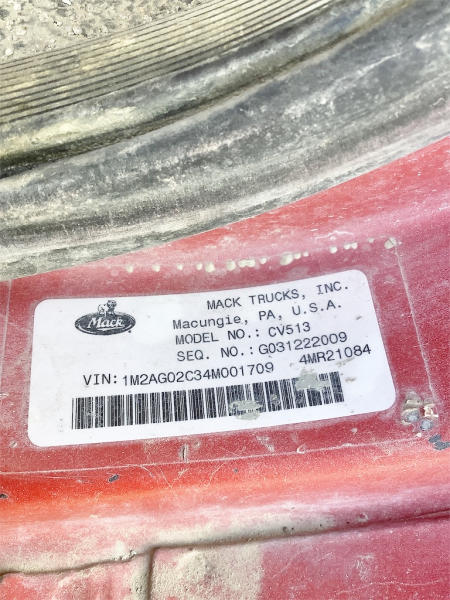 Mack
MACK TRUCKS, INC.
Macungie, PA, U.S.A.
MODEL NO.: CV513
SEQ. NO.: G031222009
4MR21084
VIN: 1M2AG02C34M001709